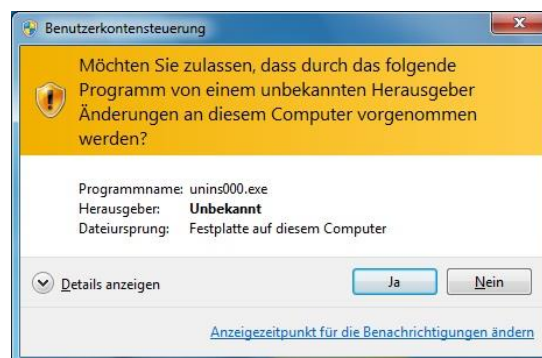 Benutzerkontensteuerung
Möchten Sie zulassen, dass durch das folgende
Programm von einem unbekannten Herausgeber
Änderungen an diesem Computer vorgenommen
werden?
Programmname: unins000.exe
Herausgeber: Unbekannt
Dateiursprung: Festplatte auf diesem Computer
Details anzeigen
Ja
Nein
Anzeigezeitpunkt für die Benachrichtigungen ändern